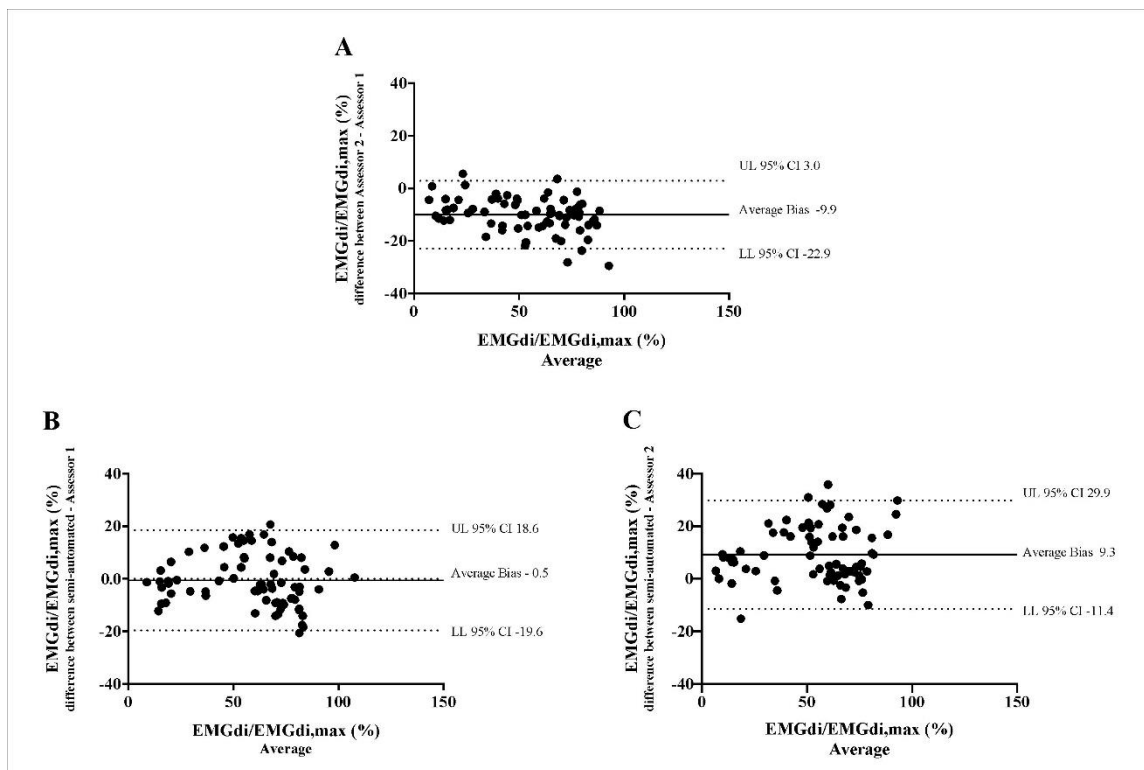 A
EMGdi/EMGdi,max (%)
difference between Assessor 2 - Assessor 1
40
20
0
-20
-40
UL 95% CI 3.0
Average Bias -9.9
LL 95% CI -22.9
0
50
100
150
EMGdi/EMGdi,max (%)
Average
B
EMGdi/EMGdi,max (%)
difference between semi-automated - Assessor 1
40
20
0
-20
-40
UL 95% CI 18.6
Average Bias - 0.5
LL 95% CI -19.6
0
50
100
150
EMGdi/EMGdi,max (%)
Average
C
EMGdi/EMGdi,max (%)
difference between semi-automated - Assessor 2
40
20
0
-20
-40
UL 95% CI 29.9
Average Bias 9.3
LL 95% CI -11.4
0
50
100
150
EMGdi/EMGdi,max (%)
Average